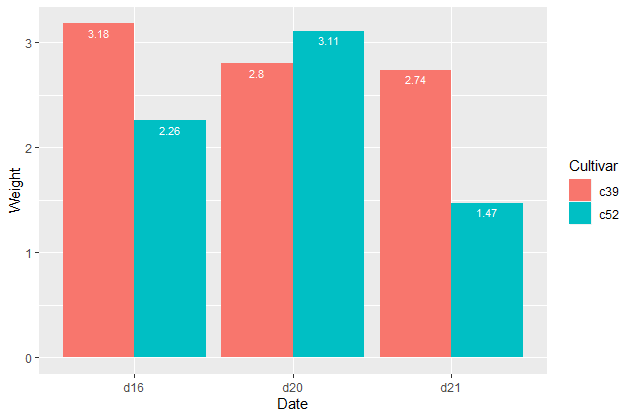 3.18
2.8
3.11
2.74
2.26
1.47
3
2
1
0
Weight
d16
d20
d21
Date
Cultivar
c39
c52